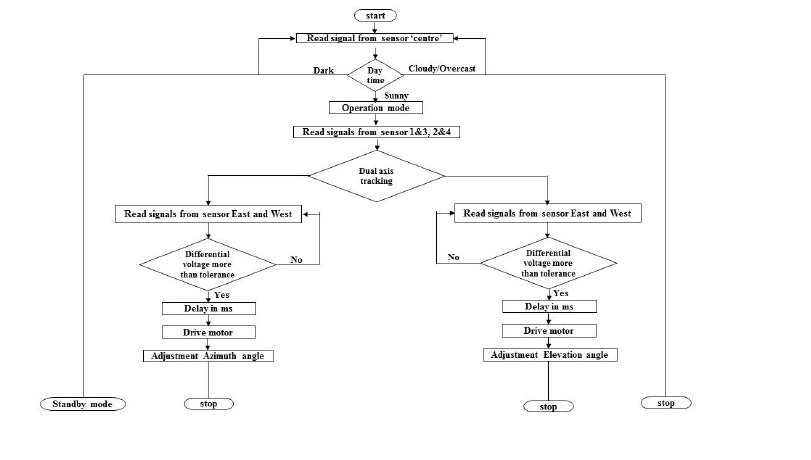 start
Read signal from sensor ‘centre’
Dark
Day
time
Cloudy/Overcast
Sunny
Operation mode
Read signals from sensor 1&3, 2&4
Dual axis
tracking
Read signals from sensor East and West
Read signals from sensor East and West
Differential
voltage more
than tolerance
No
No
Differential
voltage more
than tolerance
Yes
Yes
Delay in ms
Delay in ms
Drive motor
Drive motor
Adjustment Azimuth angle
Adjustment Elevation angle
Standby mode
stop
stop
stop